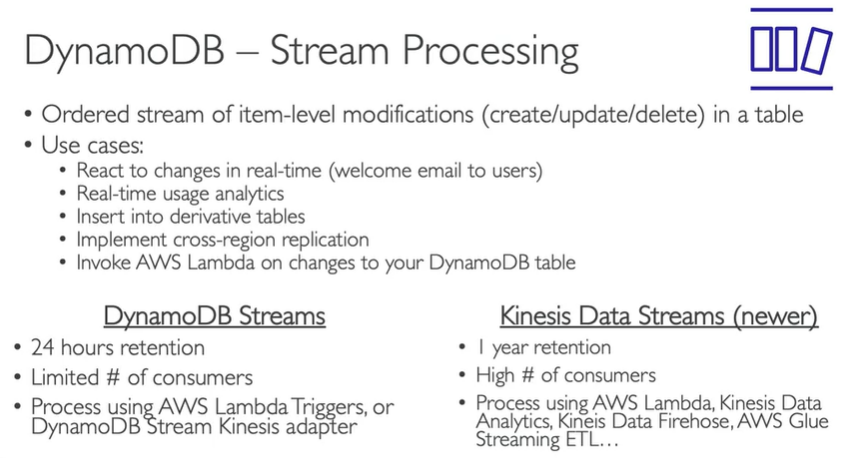 DynamoDB – Stream Processing
• Ordered stream of item-level modifications (create/update/delete) in a table
• Use cases:
• React to changes in real-time (welcome email to users)
• Real-time usage analytics
• Insert into derivative tables
• Implement cross-region replication
• Invoke AWS Lambda on changes to your DynamoDB table
DynamoDB Streams
• 24 hours retention
• Limited # of consumers
• Process using AWS Lambda Triggers, or
DynamoDB Stream Kinesis adapter
Kinesis Data Streams (newer)
• 1 year retention
• High # of consumers
• Process using AWS Lambda, Kinesis Data
Analytics, Kineis Data Firehose, AWS Glue
Streaming ETL…